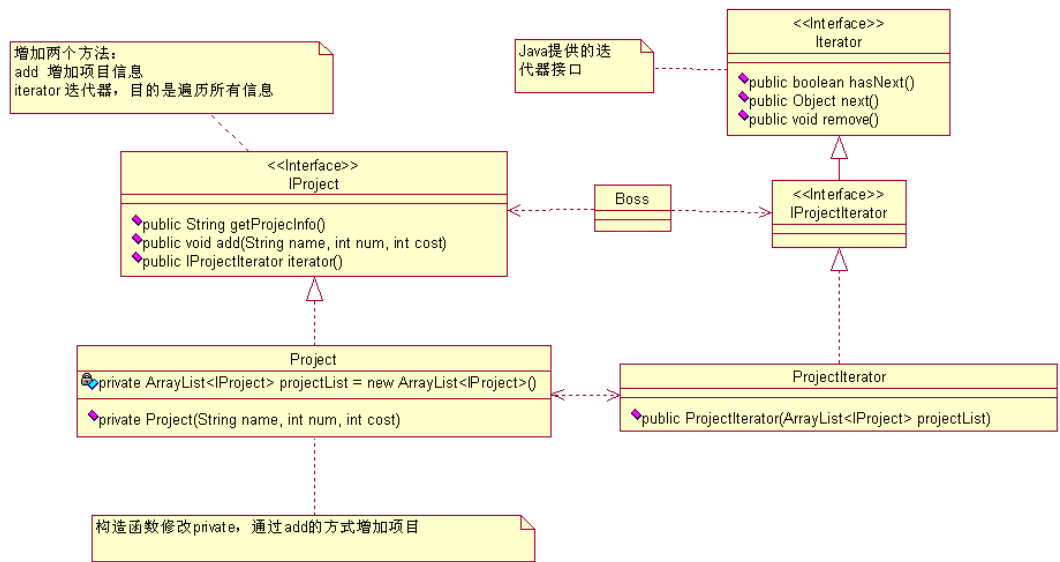 增加两个方法:
add 增加项目信息
iterator 迭代器，目的是遍历所有信息
Java提供的迭
代器接口
<<Interface>>
Iterator
public boolean hasNext()
public Object next()
public void remove()
<<Interface>>
IProject
public String getProjecInfo()
public void add(String name, int num, int cost)
public IProjectIterator iterator()
Boss
<<Interface>>
IProjectIterator
Project
private ArrayList<IProject> projectList = new ArrayList<IProject>()
private Project(String name, int num, int cost)
ProjectIterator
public ProjectIterator(ArrayList<IProject> projectList)
构造函数修改private，通过add的方式增加项目